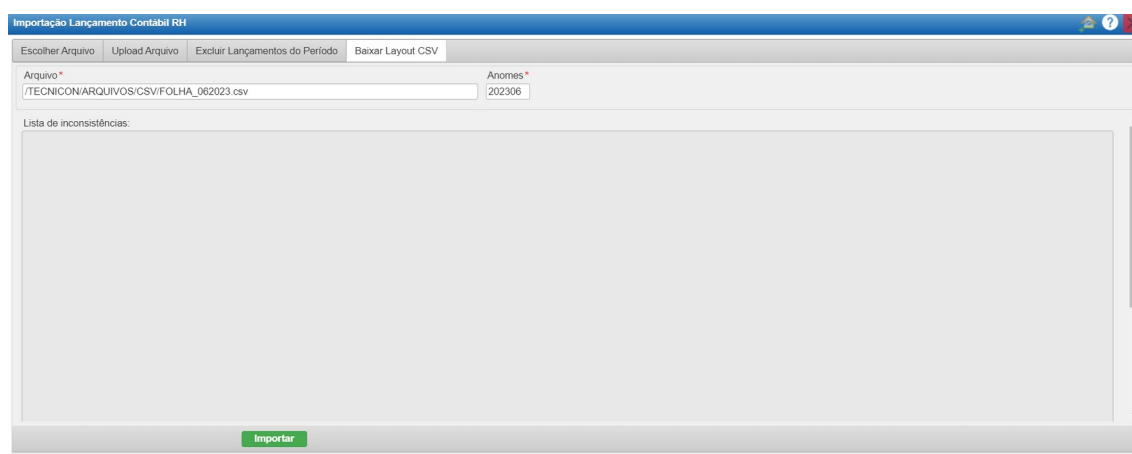 Importação Lançamento Contábil RH
Escolher Arquivo Upload Arquivo Excluir Lançamentos do Período Baixar Layout CSV
Arquivo* Anomes*
/TECNICON/ARQUIVOS/CSV/FOLHA_062023.csv 202306
Lista de inconsistências:
Importar